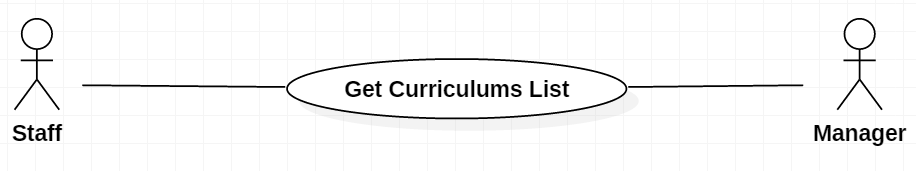 Get Curriculums List
Staff
Manager